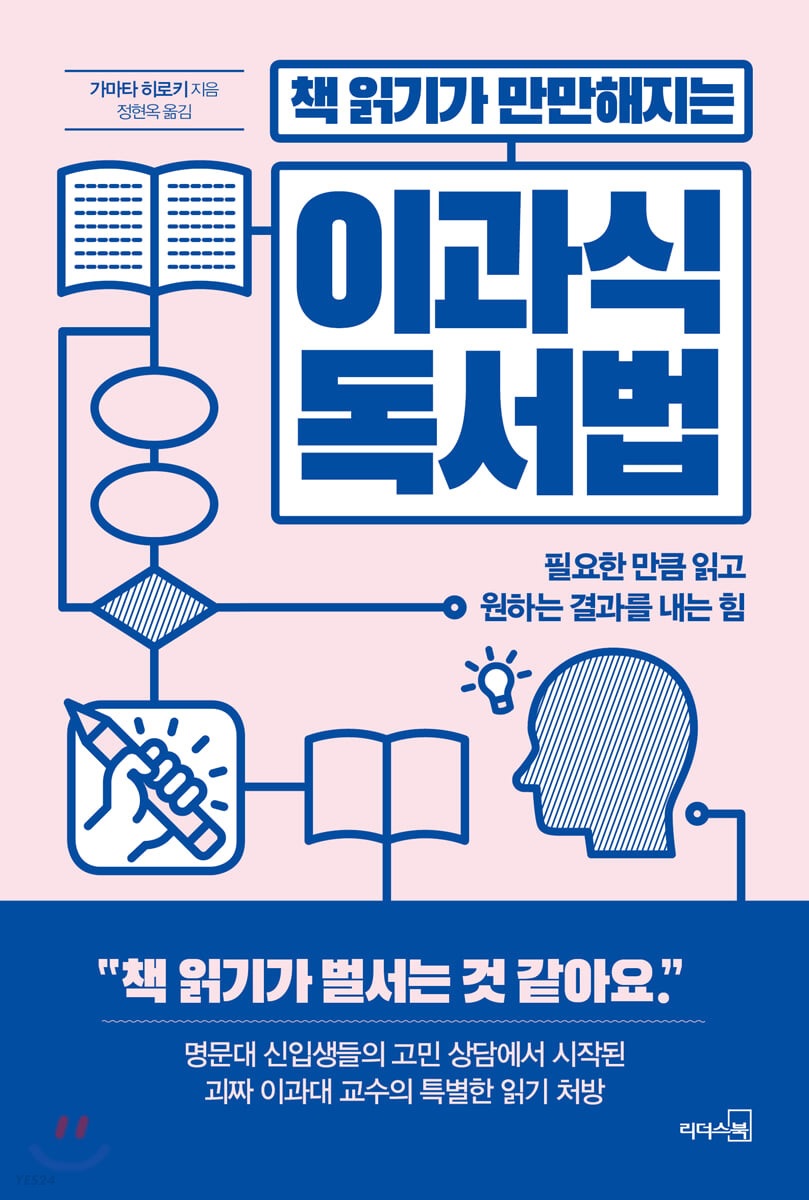 가마타 히로키 지음
정현옥 옮김
책 읽기가 만만해지는
이과식
독서법
필요한 만큼 읽고
원하는 결과를 내는 힘
“책 읽기가 벌서는 것 같아요.”
명문대 신입생들의 고민 상담에서 시작된
괴짜 이과대 교수의 특별한 읽기 처방
리더스북
YES24